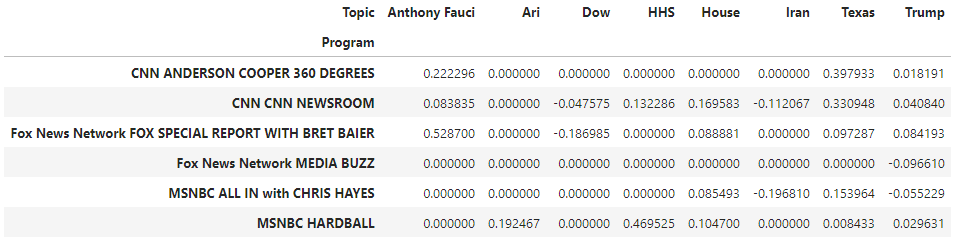 Topic Anthony Fauci Ari Dow HHS House Iran Texas Trump
Program
CNN ANDERSON COOPER 360 DEGREES 0.222296 0.000000 0.000000 0.000000 0.000000 0.000000 0.397933 0.018191
CNN CNN NEWSROOM 0.083835 0.000000 -0.047575 0.132286 0.169583 -0.112067 0.330948 0.040840
Fox News Network FOX SPECIAL REPORT WITH BRET BAIER 0.528700 0.000000 -0.186985 0.000000 0.088881 0.000000 0.097287 0.084193
Fox News Network MEDIA BUZZ 0.000000 0.000000 0.000000 0.000000 0.000000 0.000000 0.000000 -0.096610
MSNBC ALL IN with CHRIS HAYES 0.000000 0.000000 0.000000 0.000000 0.085493 -0.196810 0.153964 -0.055229
MSNBC HARDBALL 0.000000 0.192467 0.000000 0.469525 0.104700 0.000000 0.008433 0.029631